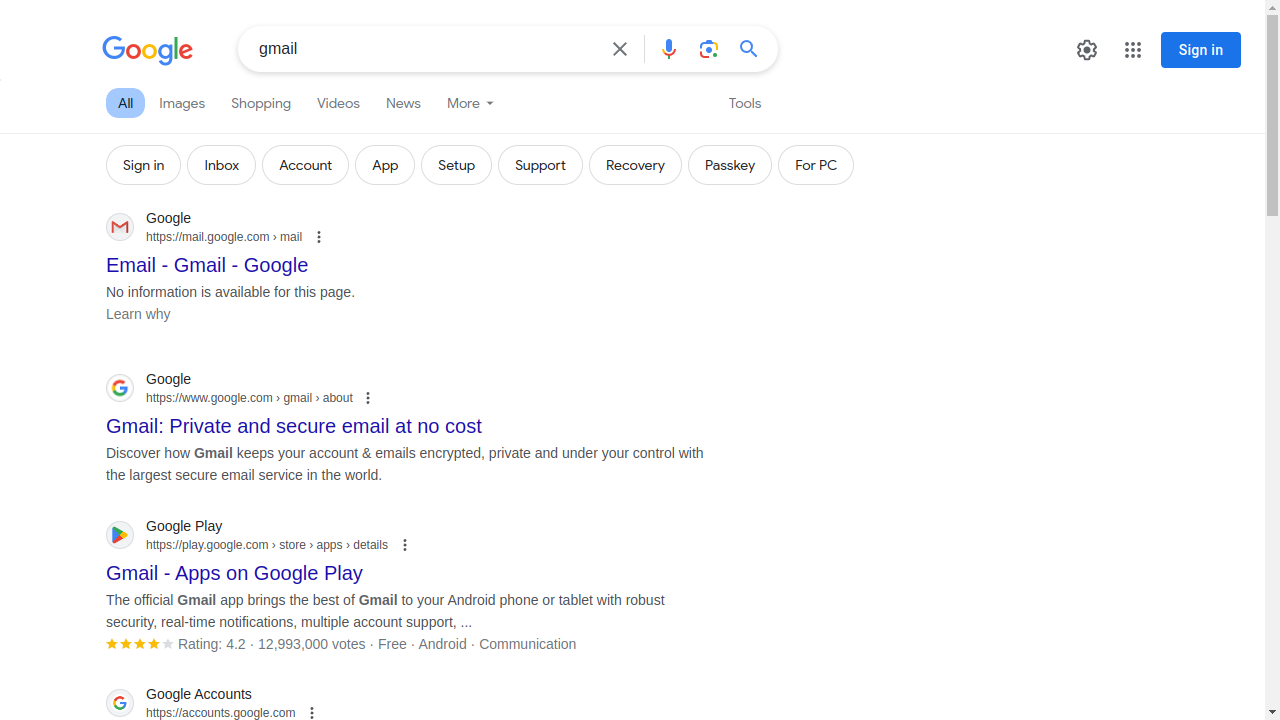 Google
gmail
Sign in
All
Images
Shopping
Videos
News
More
Tools
Sign in
Inbox
Account
App
Setup
Support
Recovery
Passkey
For PC
Google
https://mail.google.com › mail
Email - Gmail - Google
No information is available for this page.
Learn why
Google
https://www.google.com › gmail › about
Gmail: Private and secure email at no cost
Discover how Gmail keeps your account & emails encrypted, private and under your control with
the largest secure email service in the world.
Google Play
https://play.google.com › store › apps › details
Gmail - Apps on Google Play
The official Gmail app brings the best of Gmail to your Android phone or tablet with robust
security, real-time notifications, multiple account support, ...
Rating: 4.2 · 12,993,000 votes · Free · Android · Communication
Google Accounts
https://accounts.google.com